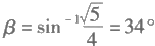 β = sin⁻¹ √5/4 = 34°